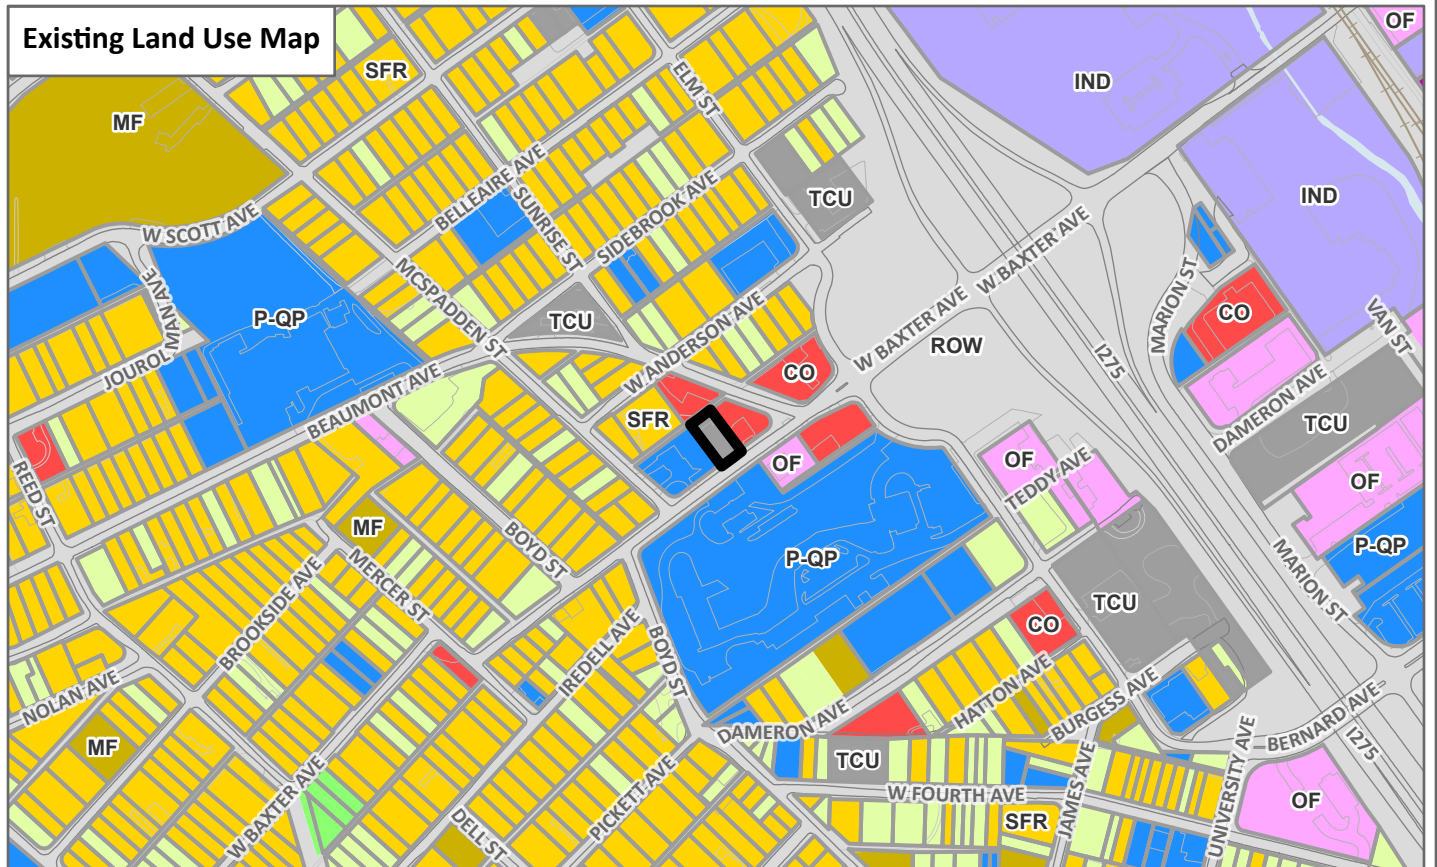 Existing Land Use Map
OF
SFR
ELM ST
IND
MF
BELLEAIRE AVE
TCU
IND
SUNRISE ST
SIDEBROOK AVE
W SCOTT AVE
W BAXTER AVE
MCSPADDEN ST
JOUROLMAN AVE
P-QP
TCU
W ANDERSON AVE
W BAXTER AVE
MARION ST
CO
VAN ST
ROW
I275
CO
BEAUMONT AVE
SFR
DAMERON AVE
TCU
OF
OF
TEDDY AVE
OF
REED ST
MF
BOYD ST
P-QP
P-QP
MERCER ST
MARION ST
BROOKSIDE AVE
TCU
CO
IREDELL AVE
BOYD ST
NOLAN AVE
HATTON AVE
BURGESS AVE
DAMERON AVE
BERNARD AVE
I275
MF
TCU
UNIVERSITY AVE
JAMES AVE
W BAXTER AVE
PICKETT AVE
W FOURTH AVE
OF
DELL ST
SFR